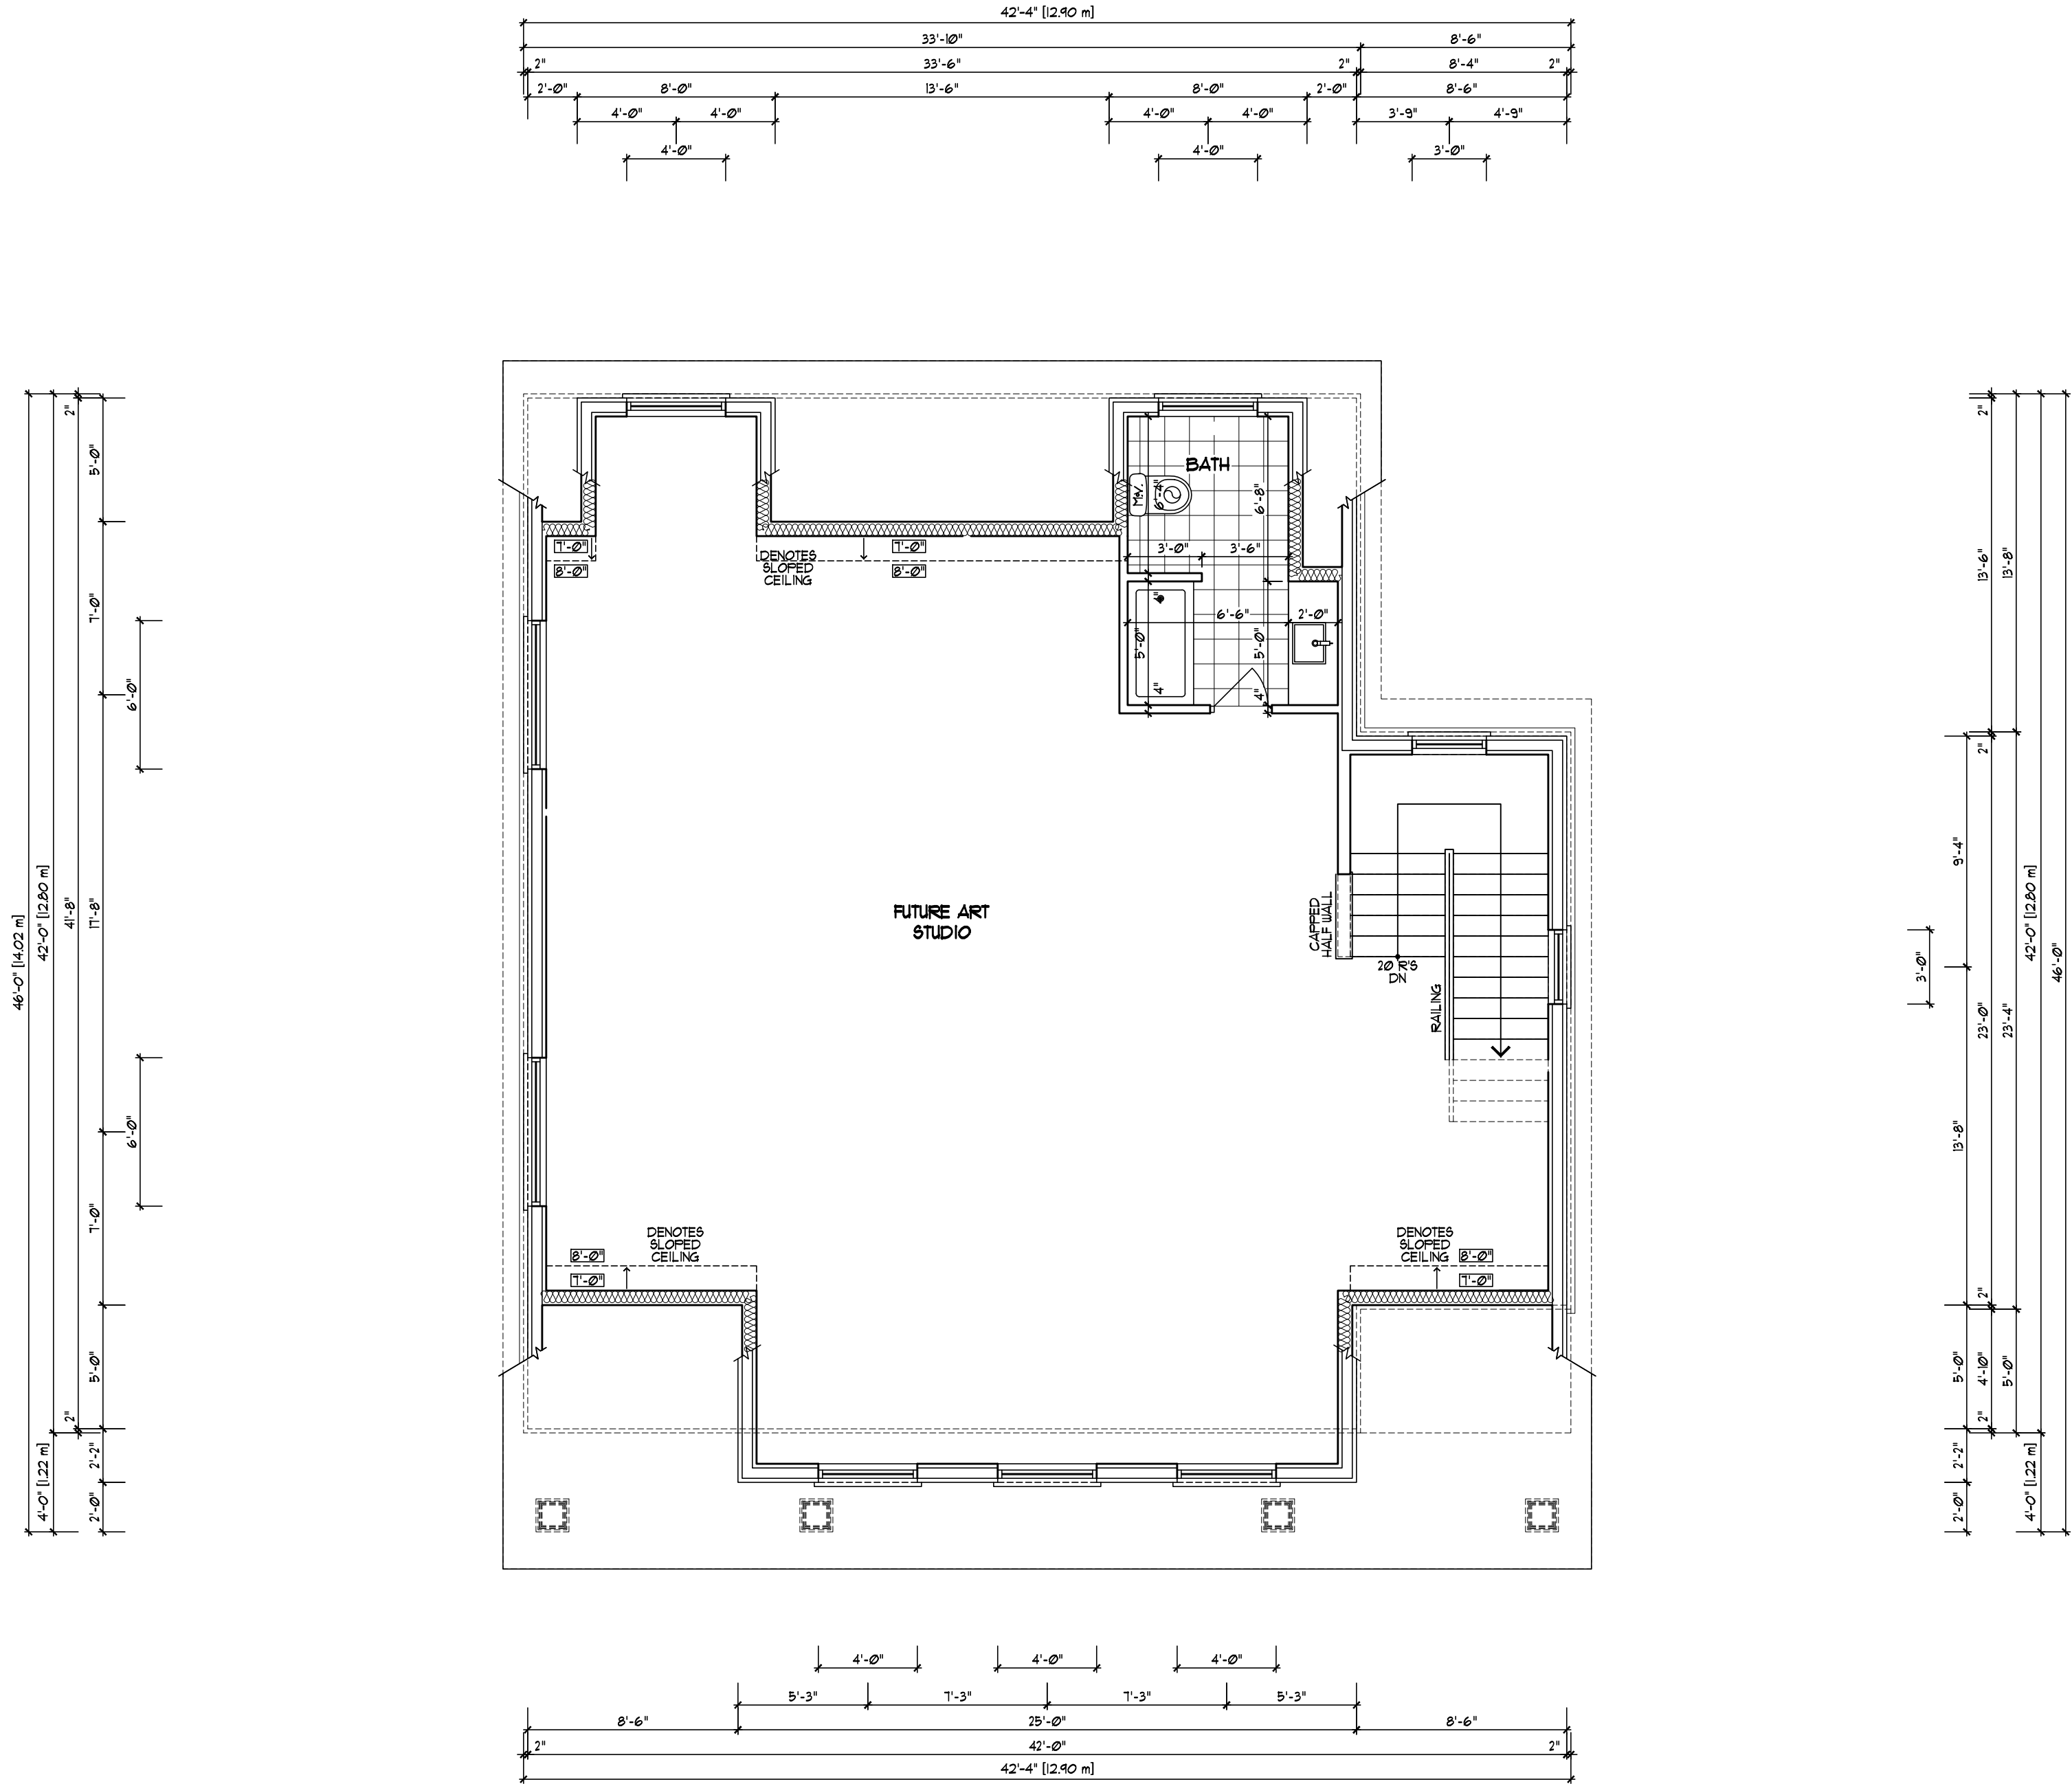 42'-4" [12.90 m]
33'-10" 8'-6"
2" 33'-6" 2" 8'-4" 2"
2'-0" 8'-0" 13'-6" 8'-0" 2'-0" 8'-6"
4'-0" 4'-0" 4'-0" 4'-0" 3'-9" 4'-9"
4'-0" 4'-0" 3'-0"
46'-0" [14.02 m]
42'-0" [12.80 m]
4'-0" [1.22 m]
2"
41'-8"
2"
5'-0"
7'-0"
17'-8"
7'-0"
5'-0"
2'-2"
2'-0"
6'-0"
6'-0"
BATH
M.V.
6'-4"
6'-8"
3'-0" 3'-6"
4"
6'-6" 2'-0"
5'-0"
5'-0"
4"
4"
7'-0"
8'-0"
DENOTES
SLOPED
CEILING
7'-0"
8'-0"
FUTURE ART
STUDIO
CAPPED
HALF WALL
20 R'S
DN
RAILING
DENOTES
SLOPED
CEILING
8'-0"
7'-0"
DENOTES
SLOPED
CEILING
8'-0"
7'-0"
3'-0"
9'-4"
13'-8"
5'-0"
2'-2"
2'-0"
2"
13'-6"
2"
23'-0"
2"
4'-10"
2"
13'-8"
23'-4"
5'-0"
42'-0" [12.80 m]
4'-0" [1.22 m]
46'-0"
4'-0" 4'-0" 4'-0"
5'-3" 7'-3" 7'-3" 5'-3"
8'-6" 25'-0" 8'-6"
2" 42'-0" 2"
42'-4" [12.90 m]